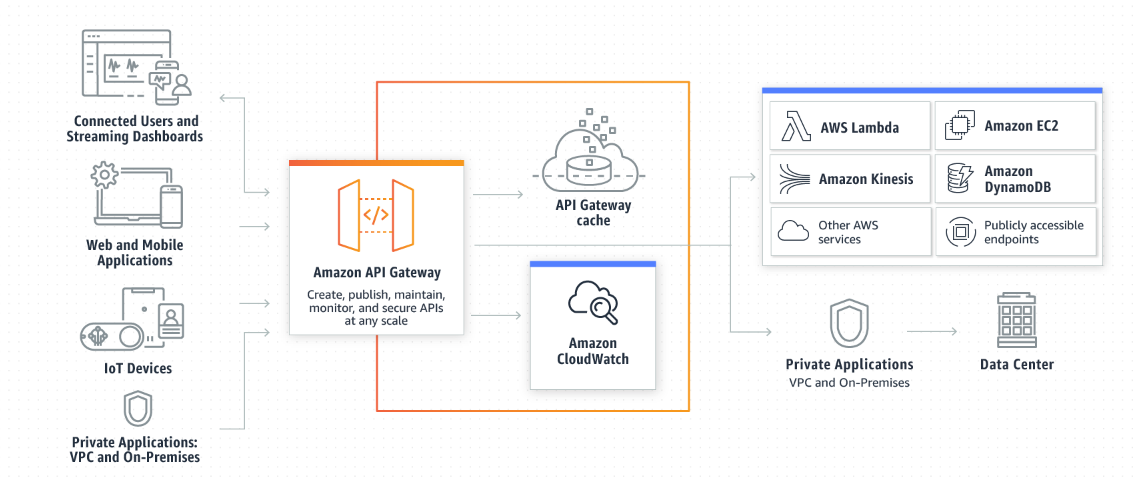 Connected Users and
Streaming Dashboards
Web and Mobile
Applications
IoT Devices
Private Applications:
VPC and On-Premises
</>
Amazon API Gateway
Create, publish, maintain,
monitor, and secure APIs
at any scale
API Gateway
cache
Amazon
CloudWatch
AWS Lambda
Amazon EC2
Amazon Kinesis
Amazon
DynamoDB
Other AWS
services
Publicly accessible
endpoints
Private Applications
VPC and On-Premises
Data Center